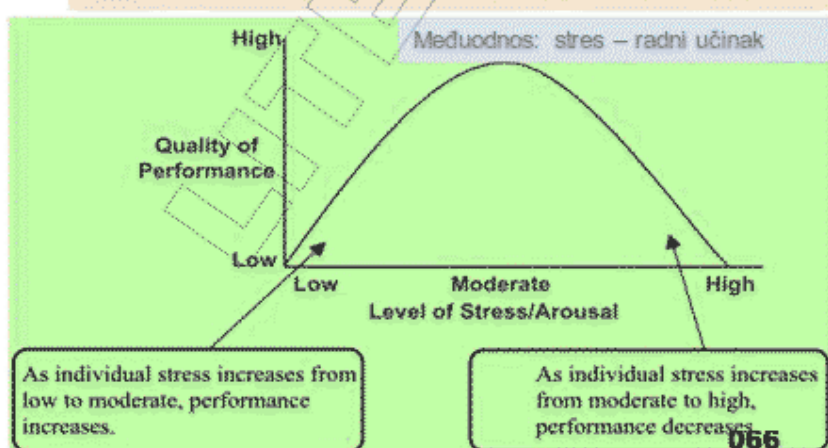 Međuodnos: stres – radni učinak
High
Quality of
Performance
Low
Low Moderate High
Level of Stress/Arousal
As individual stress increases from
low to moderate, performance
increases.
As individual stress increases
from moderate to high,
performance decreases
066